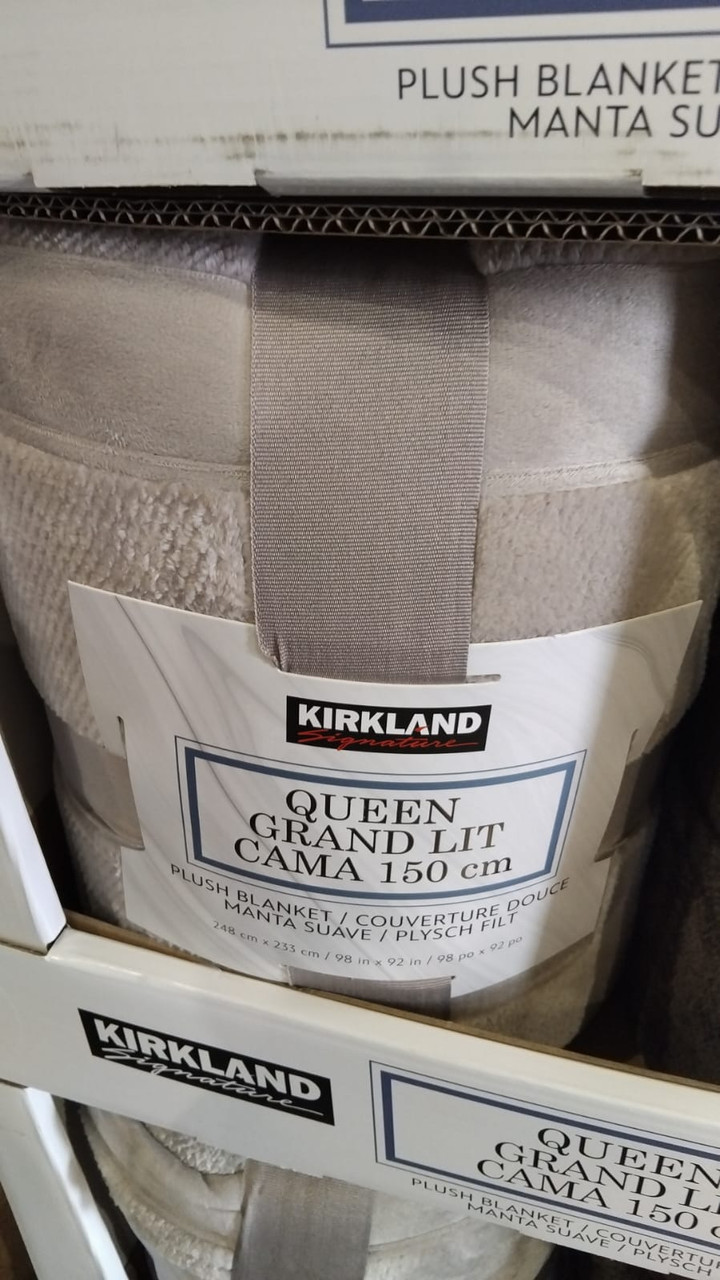 PLUSH BLANKET
MANTA SU
KIRKLAND
Signature
QUEEN
GRAND LIT
CAMA 150 cm
PLUSH BLANKET / COUVERTURE DOUCE
MANTA SUAVE / PLYSCH FILT
248 cm x 233 cm / 98 in x 92 in / 98 po x 92 po
KIRKLAND
Signature
QUEEN
GRAND L
CAMA 150 c
PLUSH BLANKET / COUVERTU
MANTA SUAVE / PLYSCH